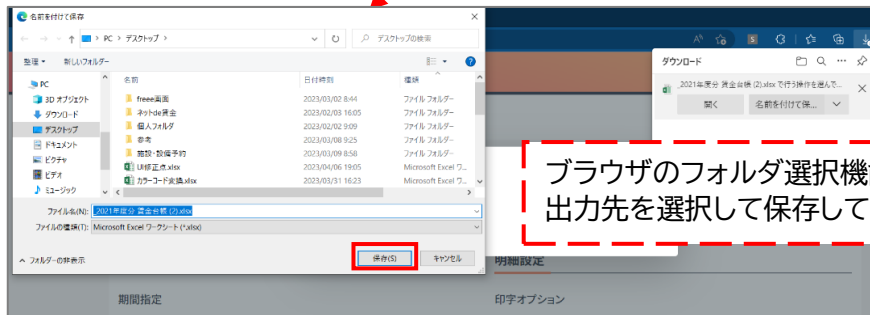 名前を付けて保存
PC > デスクトップ >
デスクトップの検索
整理 新しいフォルダー
PC
3D オブジェクト
ダウンロード
デスクトップ
ドキュメント
ピクチャ
ビデオ
ミュージック
名前 日付時刻 種類
freee画面 2023/03/02 8:44 ファイル フォルダー
ネットde賃金 2023/02/03 16:05 ファイル フォルダー
個人フォルダ 2022/02/02 9:09 ファイル フォルダー
参考 2023/03/08 9:25 ファイル フォルダー
施設・設備予約 2023/03/09 8:58 ファイル フォルダー
UI修正点.xlsx 2023/04/06 19:05 Microsoft Excel ワ...
カラーコード変換.xlsx 2023/03/31 16:23 Microsoft Excel ワ...
ファイル名(N): _2021年度分 賃金台帳 (2).xlsx
ファイルの種類(T): Microsoft Excel ワークシート (*.xlsx)
フォルダーの非表示
保存(S) キャンセル
ダウンロード
_2021年度分 賃金台帳 (2).xlsx で行う操作を選んで...
開く 名前を付けて保...
ブラウザのフォルダ選択機
出力先を選択して保存して
明細設定
期間指定
印字オプション